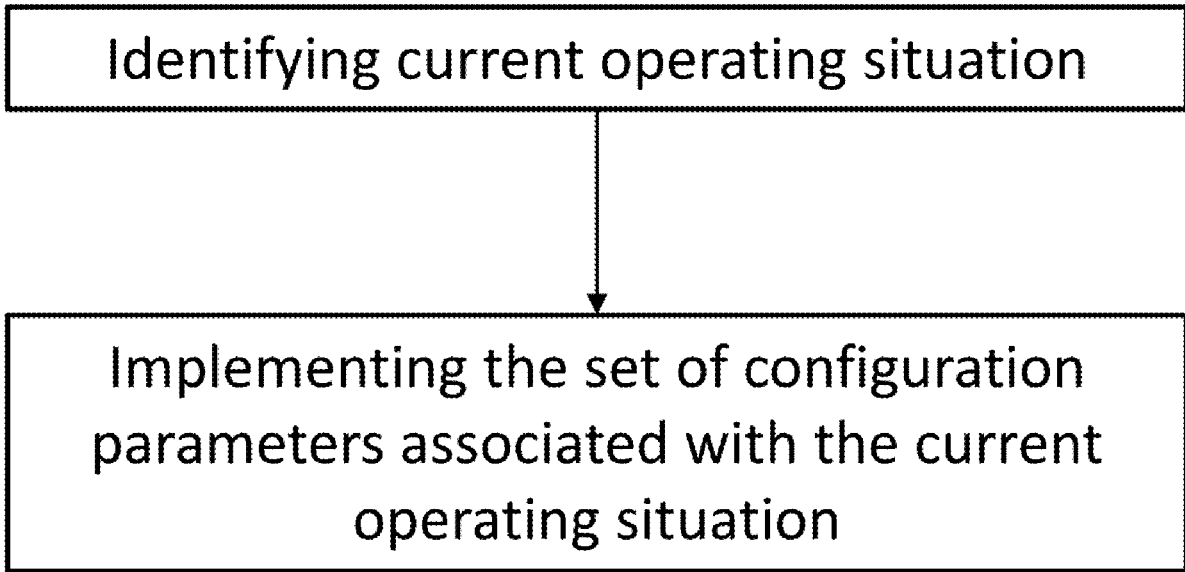 Identifying current operating situation
Implementing the set of configuration
parameters associated with the current
operating situation